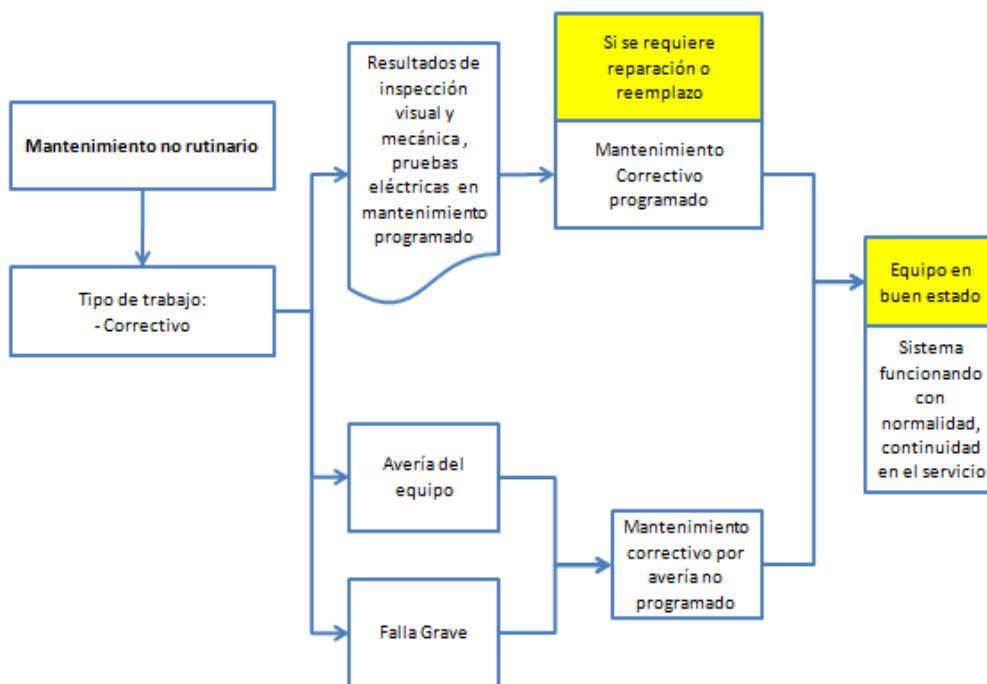 Mantenimiento no rutinario
Tipo de trabajo:
- Correctivo
Resultados de
inspección
visual y
mecánica ,
pruebas
eléctricas en
mantenimiento
programado
Si se requiere
reparación o
reemplazo
Mantenimiento
Correctivo
programado
Avería del
equipo
Falla Grave
Mantenimiento
correctivo por
avería no
programado
Equipo en
buen estado
Sistema
funcionando
con
normalidad,
continuidad
en el servicio